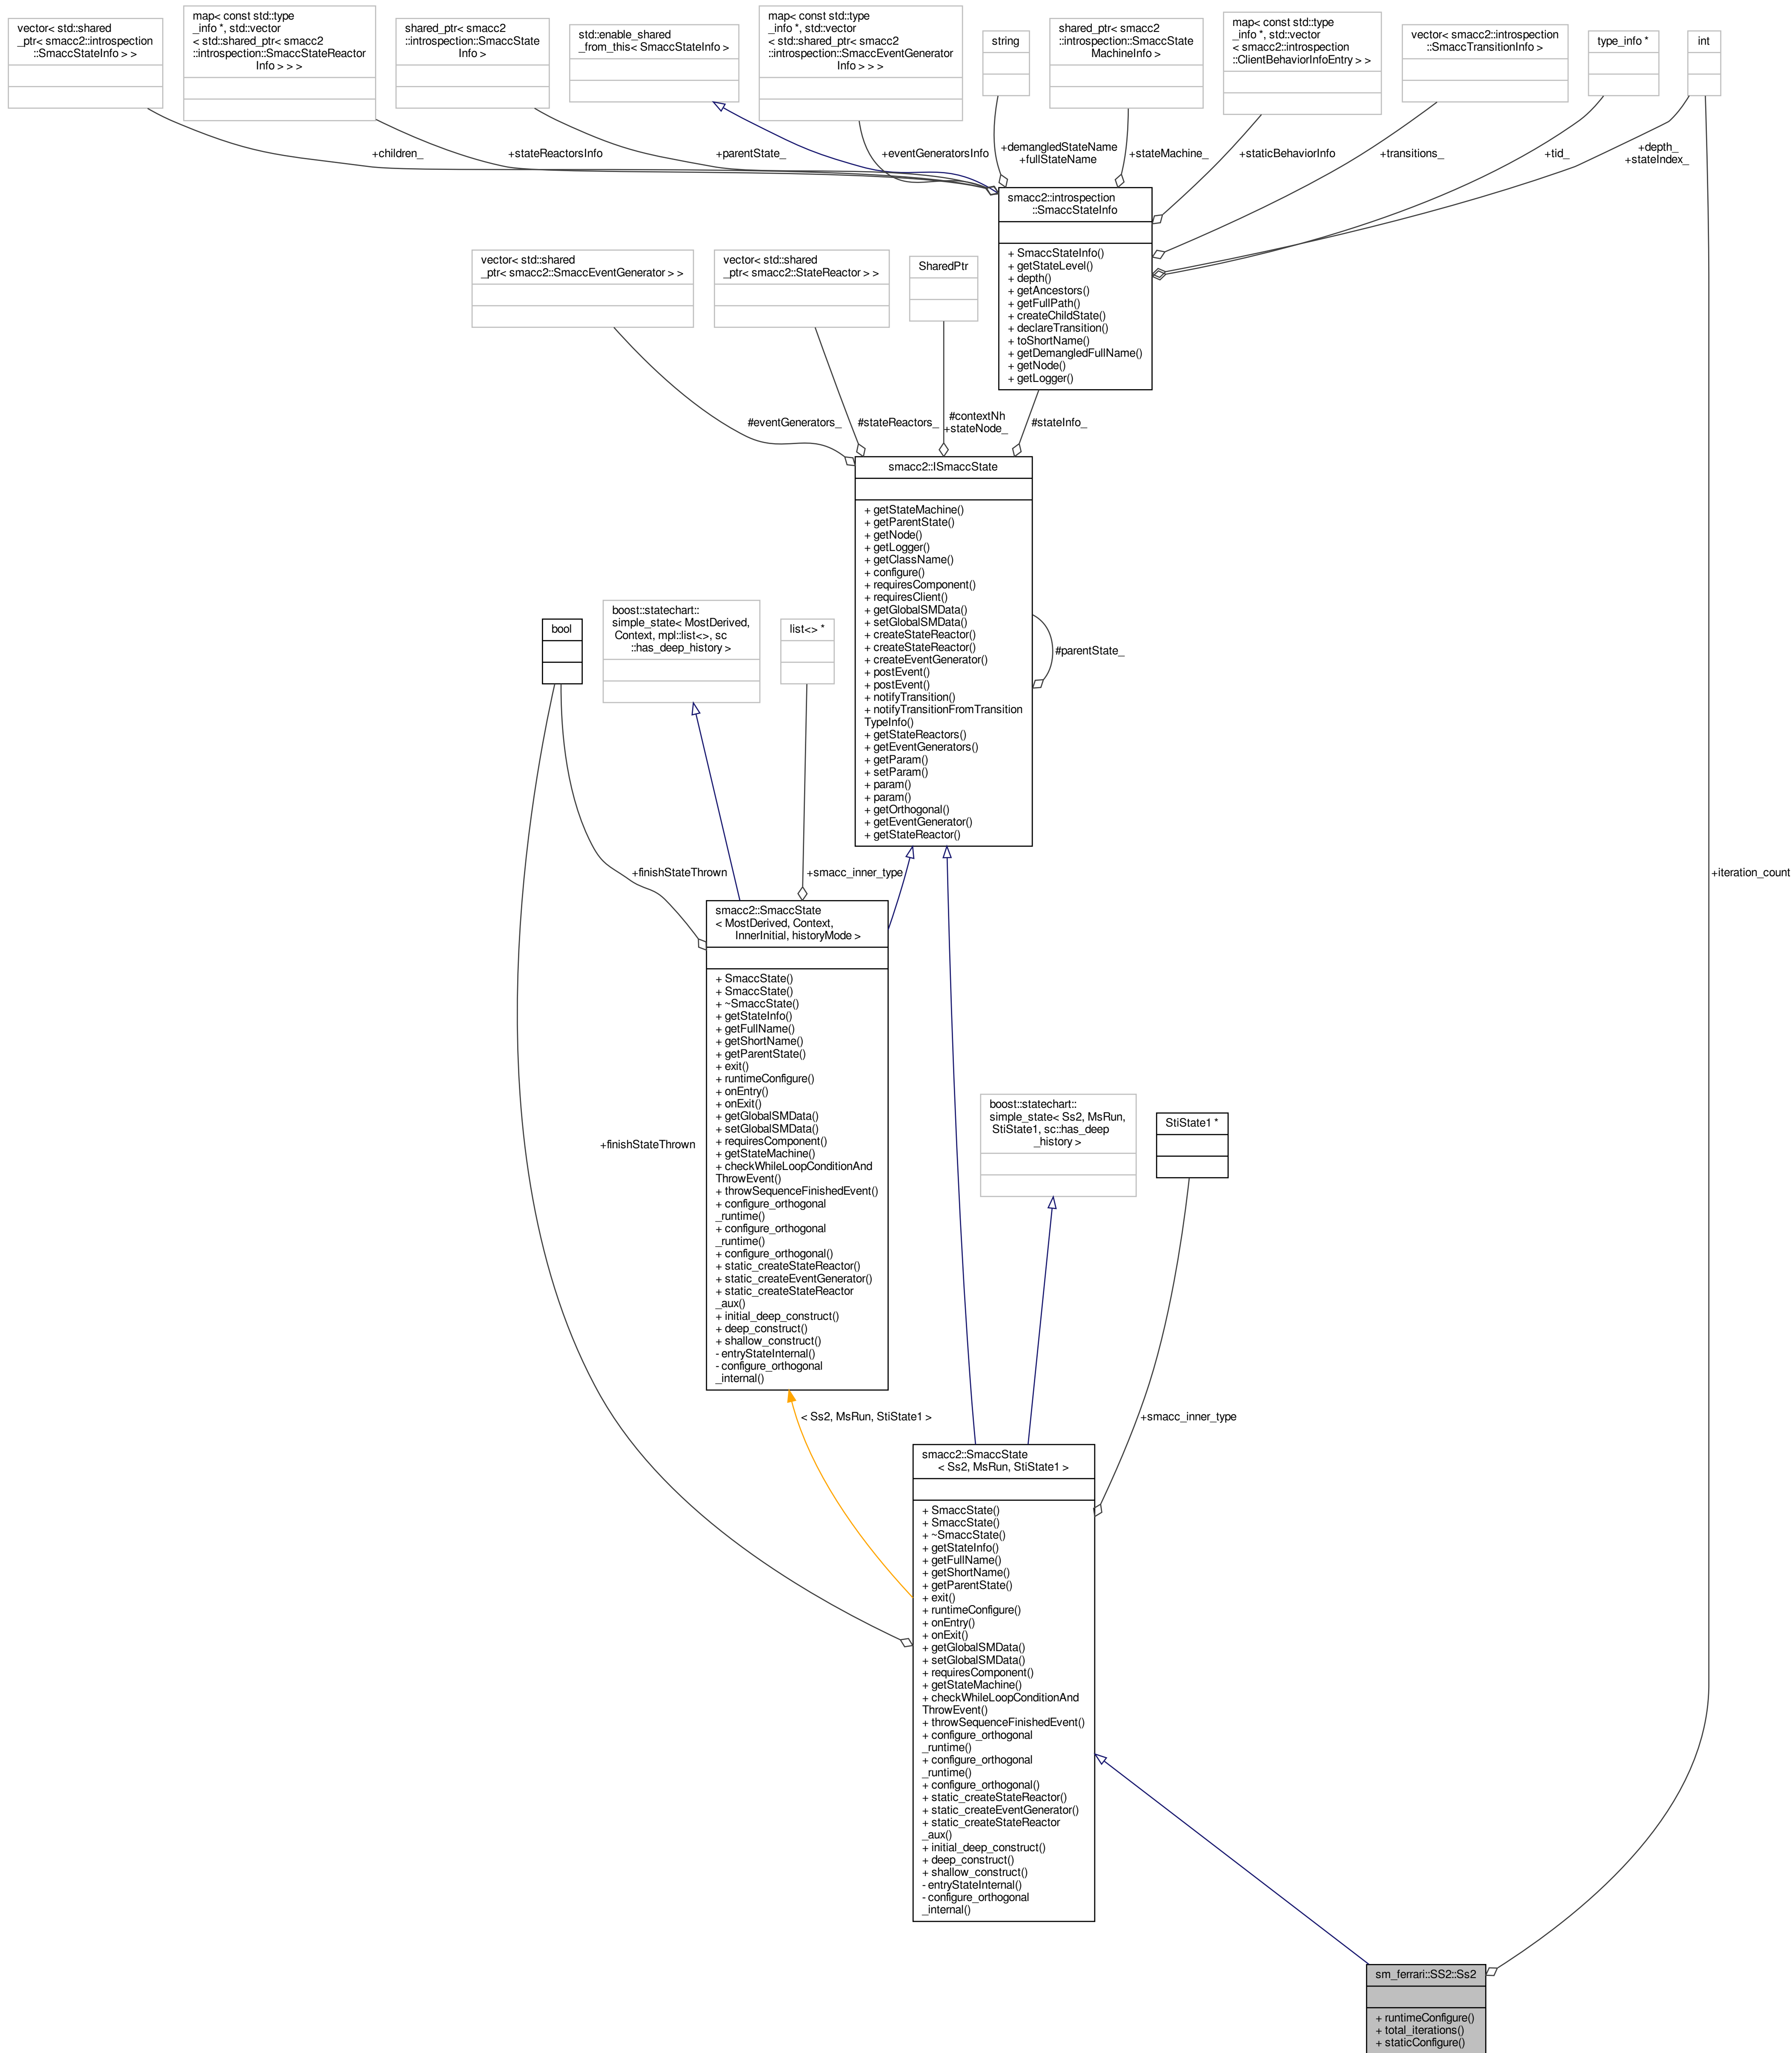 vector< std::shared
_ptr< smacc2::introspection
::SmaccStateInfo > >
map< const std::type
_info *, std::vector
< std::shared_ptr< smacc2
::introspection::SmaccStateReactor
Info > > >
shared_ptr< smacc2
::introspection::SmaccState
Info >
std::enable_shared
_from_this< SmaccStateInfo >
map< const std::type
_info *, std::vector
< std::shared_ptr< smacc2
::introspection::SmaccEventGenerator
Info > > >
string
shared_ptr< smacc2
::introspection::SmaccState
MachineInfo >
map< const std::type
_info *, std::vector
< smacc2::introspection
::ClientBehaviorInfoEntry > >
vector< smacc2::introspection
::SmaccTransitionInfo >
type_info *
int
+children_
+stateReactorsInfo
+parentState_
+eventGeneratorsInfo
+demangledStateName
+fullStateName
+stateMachine_
+staticBehaviorInfo
+transitions_
+tid_
+depth_
+stateIndex_
smacc2::introspection
::SmaccStateInfo
+ SmaccStateInfo()
+ getStateLevel()
+ depth()
+ getAncestors()
+ getFullPath()
+ createChildState()
+ declareTransition()
+ toShortName()
+ getDemangledFullName()
+ getNode()
+ getLogger()
vector< std::shared
_ptr< smacc2::SmaccEventGenerator > >
vector< std::shared
_ptr< smacc2::StateReactor > >
SharedPtr
#eventGenerators_
#stateReactors_
#contextNh
+stateNode_
#stateInfo_
smacc2::ISmaccState
+ getStateMachine()
+ getParentState()
+ getNode()
+ getLogger()
+ getClassName()
+ configure()
+ requiresComponent()
+ requiresClient()
+ getGlobalSMData()
+ setGlobalSMData()
+ createStateReactor()
+ createStateReactor()
+ createEventGenerator()
+ postEvent()
+ postEvent()
+ notifyTransition()
+ notifyTransitionFromTransition
TypeInfo()
+ getStateReactors()
+ getEventGenerators()
+ getParam()
+ setParam()
+ param()
+ param()
+ getOrthogonal()
+ getEventGenerator()
+ getStateReactor()
#parentState_
bool
boost::statechart::
simple_state< MostDerived,
Context, mpl::list<>, sc
::has_deep_history >
list<> *
+finishStateThrown
+smacc_inner_type
+iteration_count
smacc2::SmaccState
< MostDerived, Context,
InnerInitial, historyMode >
+ SmaccState()
+ SmaccState()
+ ~SmaccState()
+ getStateInfo()
+ getFullName()
+ getShortName()
+ getParentState()
+ exit()
+ runtimeConfigure()
+ onEntry()
+ onExit()
+ getGlobalSMData()
+ setGlobalSMData()
+ requiresComponent()
+ getStateMachine()
+ checkWhileLoopConditionAnd
ThrowEvent()
+ throwSequenceFinishedEvent()
+ configure_orthogonal
_runtime()
+ configure_orthogonal
_runtime()
+ configure_orthogonal()
+ static_createStateReactor()
+ static_createEventGenerator()
+ static_createStateReactor
_aux()
+ initial_deep_construct()
+ deep_construct()
+ shallow_construct()
- entryStateInternal()
- configure_orthogonal
_internal()
+finishStateThrown
boost::statechart::
simple_state< Ss2, MsRun,
StiState1, sc::has_deep
_history >
StiState1 *
< Ss2, MsRun, StiState1 >
+smacc_inner_type
smacc2::SmaccState
< Ss2, MsRun, StiState1 >
+ SmaccState()
+ SmaccState()
+ ~SmaccState()
+ getStateInfo()
+ getFullName()
+ getShortName()
+ getParentState()
+ exit()
+ runtimeConfigure()
+ onEntry()
+ onExit()
+ getGlobalSMData()
+ setGlobalSMData()
+ requiresComponent()
+ getStateMachine()
+ checkWhileLoopConditionAnd
ThrowEvent()
+ throwSequenceFinishedEvent()
+ configure_orthogonal
_runtime()
+ configure_orthogonal
_runtime()
+ configure_orthogonal()
+ static_createStateReactor()
+ static_createEventGenerator()
+ static_createStateReactor
_aux()
+ initial_deep_construct()
+ deep_construct()
+ shallow_construct()
- entryStateInternal()
- configure_orthogonal
_internal()
sm_ferrari::SS2::Ss2
+ runtimeConfigure()
+ total_iterations()
+ staticConfigure()